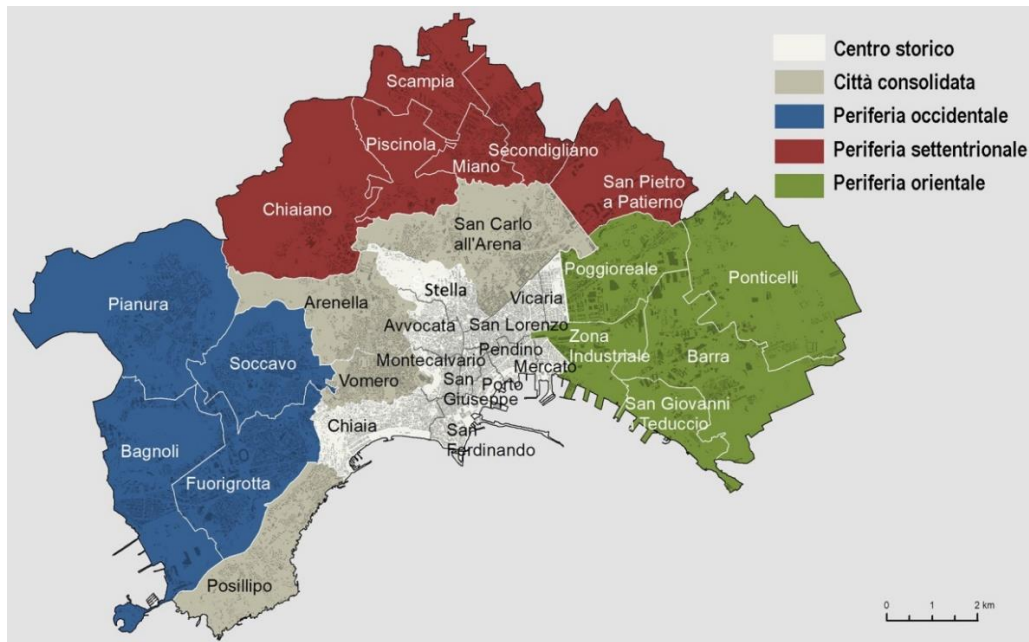 Centro storico
Città consolidata
Periferia occidentale
Periferia settentrionale
Periferia orientale
Scampia
Piscinola
Secondigliano
Miano
San Pietro
a Patierno
Chiaiano
San Carlo
all'Arena
Poggioreale
Ponticelli
Pianura
Arenella
Stella
Vicaria
Avvocata
San Lorenzo
Zona
Industriale
Barra
Soccavo
Montecalvario
Pendino
Mercato
Vomero
San
Giuseppe
Porto
San Giovanni
Teduccio
Chiaia
San
Ferdinando
Bagnoli
Fuorigrotta
Posillipo
0 1 2 km